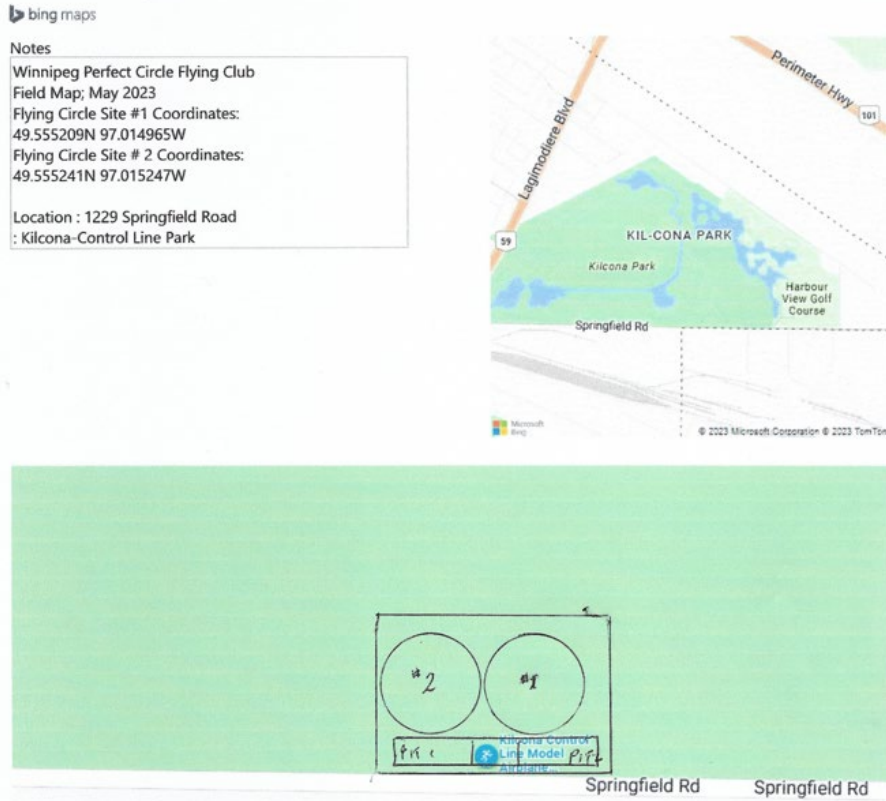 bing maps
Notes
Winnipeg Perfect Circle Flying Club
Field Map; May 2023
Flying Circle Site #1 Coordinates:
49.555209N 97.014965W
Flying Circle Site # 2 Coordinates:
49.555241N 97.015247W
Location : 1229 Springfield Road
: Kilcona-Control Line Park
Perimeter Hwy
101
Lagimodiere Blvd
59
KIL-CONA PARK
Kilcona Park
Harbour
View Golf
Course
Springfield Rd
Microsoft
Bing
© 2023 Microsoft Corporation © 2023 TomTom
#2
#1
Kilcona Control
Line Model
Airplane...
Pit
Springfield Rd
Springfield Rd